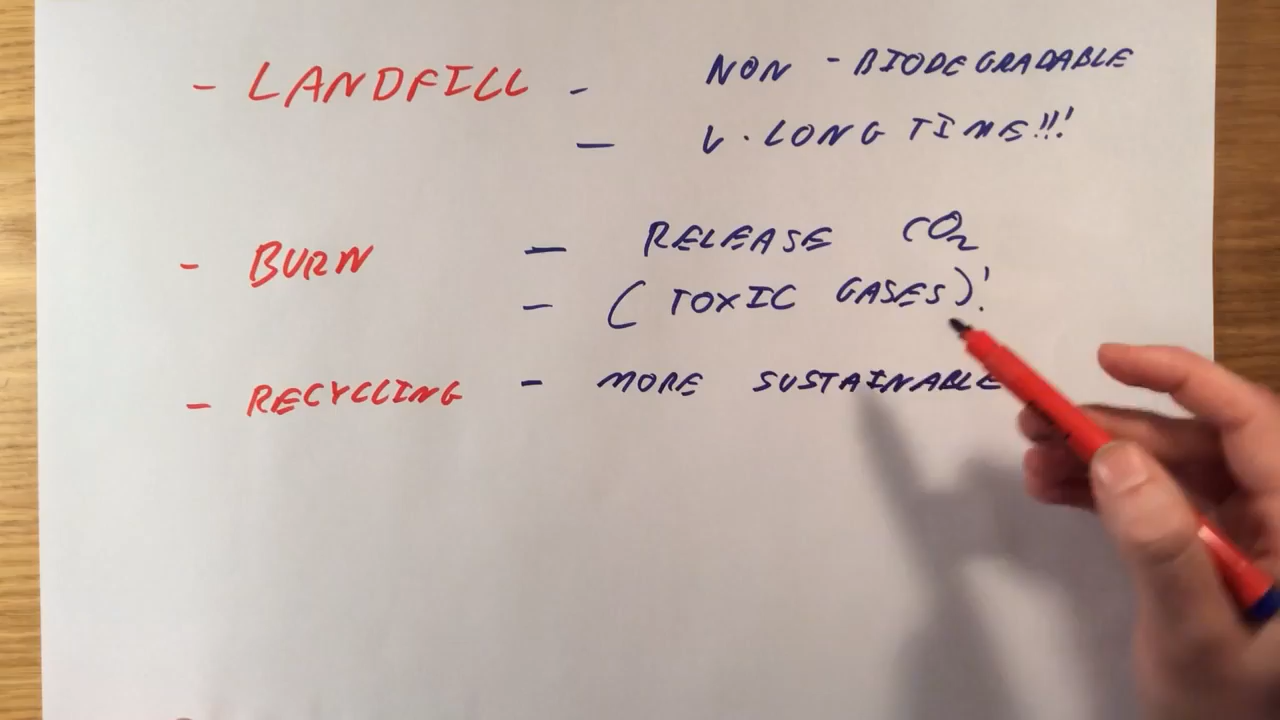 - LANDFILL - NON - BIODEGRADABLE
- V. LONG TIME!!!
- BURN - RELEASE CO₂
- (TOXIC GASES)!
- RECYCLING - MORE SUSTAINABLE